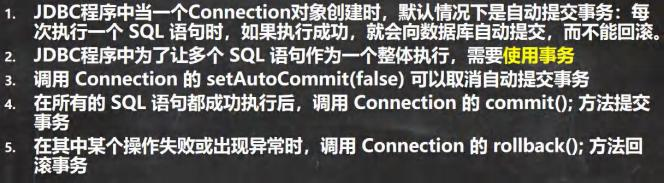 1. JDBC程序中当一个Connection对象创建时，默认情况下是自动提交事务：每
次执行一个 SQL 语句时，如果执行成功，就会向数据库自动提交，而不能回滚。
2. JDBC程序中为了让多个 SQL 语句作为一个整体执行，需要使用事务
3. 调用 Connection 的 setAutoCommit(false) 可以取消自动提交事务
4. 在所有的 SQL 语句都成功执行后，调用 Connection 的 commit(); 方法提交
事务
5. 在其中某个操作失败或出现异常时，调用 Connection 的 rollback(); 方法回
滚事务